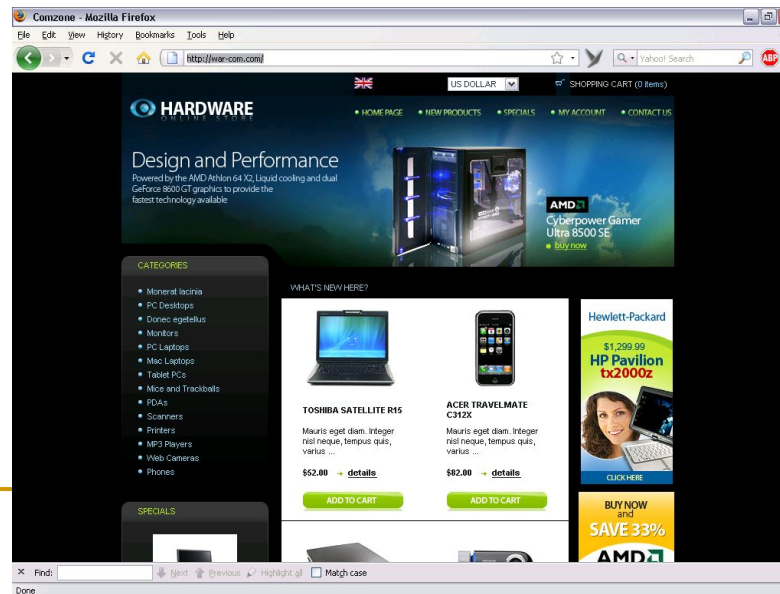 Comzone - Mozilla Firefox
File Edit View History Bookmarks Tools Help
http://war-com.com/
Yahoo! Search
ABP
US DOLLAR
SHOPPING CART (0 items)
HARDWARE
ONLINE STORE
HOME PAGE NEW PRODUCTS SPECIALS MY ACCOUNT CONTACT US
Design and Performance
Powered by the AMD Athlon 64 X2, Liquid
cooling and dual
GeForce 8600 GT graphics to provide the
fastest technology available
AMD
Cyberpower Gamer
Ultra 8500 SE
buy now
CATEGORIES
Monerat lacinia
PC Desktops
Donec egetellus
Monitors
PC Laptops
Mac Laptops
Tablet PCs
Mice and Trackballs
PDAs
Scanners
Printers
MP3 Players
Web Cameras
Phones
SPECIALS
WHAT'S NEW HERE?
TOSHIBA SATELLITE R15
Mauris eget diam. Integer
nisl neque, tempus quis,
varius ...
$52.00 → details
ADD TO CART
ACER TRAVELMATE
C312X
Mauris eget diam. Integer
nisl neque, tempus quis,
varius ...
$82.00 → details
ADD TO CART
Hewlett-Packard
$1,299.99
HP Pavilion
tx2000z
CLICK HERE
BUY NOW
and
SAVE 33%
AMD
Find: Next Previous Highlight all Match case
Done